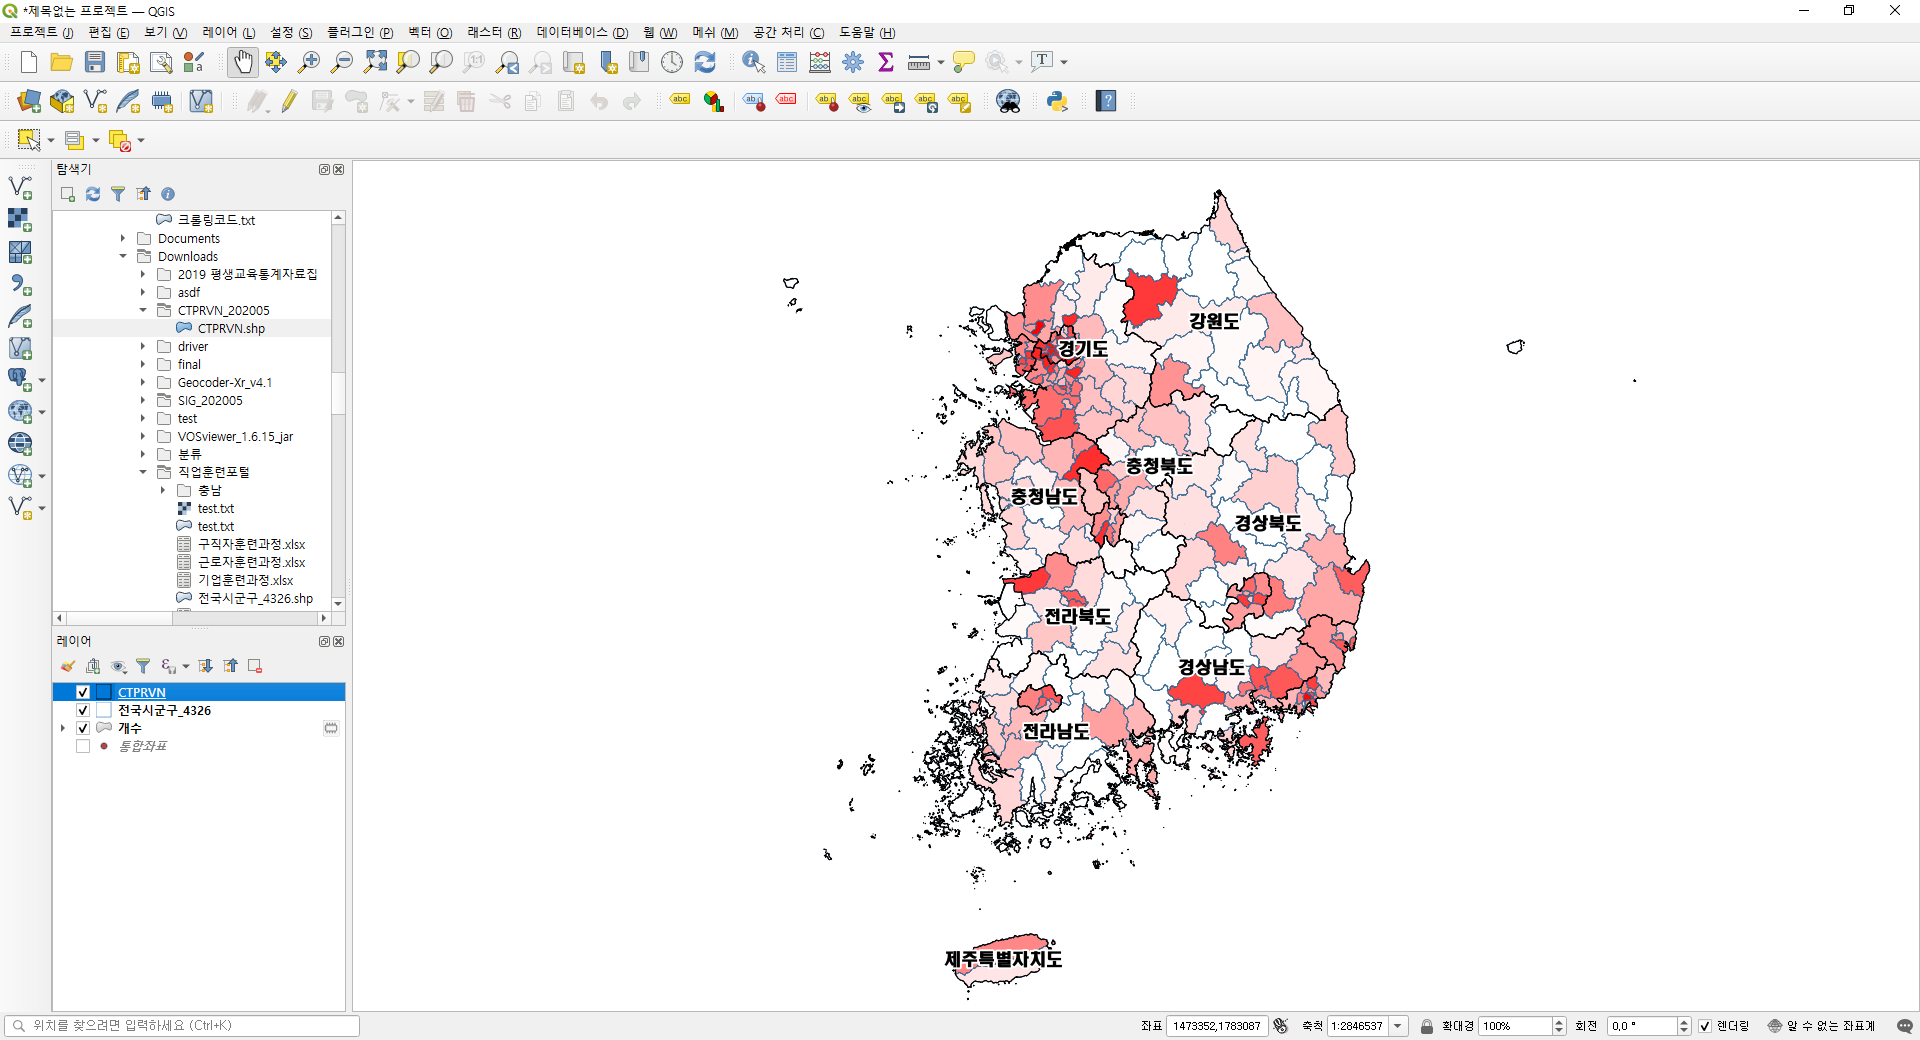 *제목없는 프로젝트 — QGIS
프로젝트 (J) 편집 (E) 보기 (V) 레이어 (L) 설정 (S) 플러그인 (P) 벡터 (O) 래스터 (R) 데이터베이스 (D) 웹 (W) 메쉬 (M) 공간 처리 (C) 도움말 (H)
탐색기
크롤링코드.txt
Documents
Downloads
2019 평생교육통계자료집
asdf
CTPRVN_202005
CTPRVN.shp
driver
final
Geocoder-Xr_v4.1
SIG_202005
test
VOSviewer_1.6.15_jar
분류
직업훈련포털
충남
test.txt
test.txt
구직자훈련과정.xlsx
근로자훈련과정.xlsx
기업훈련과정.xlsx
전국시군구_4326.shp
레이어
CTPRVN
전국시군구_4326
개수
통합좌표
강원도
경기도
충청북도
충청남도
경상북도
전라북도
경상남도
전라남도
제주특별자치도
위치를 찾으려면 입력하세요 (Ctrl+K)
좌표 1473352,1783087 축척 1:2846537 확대경 100% 회전 0,0 ° 렌더링 알 수 없는 좌표계